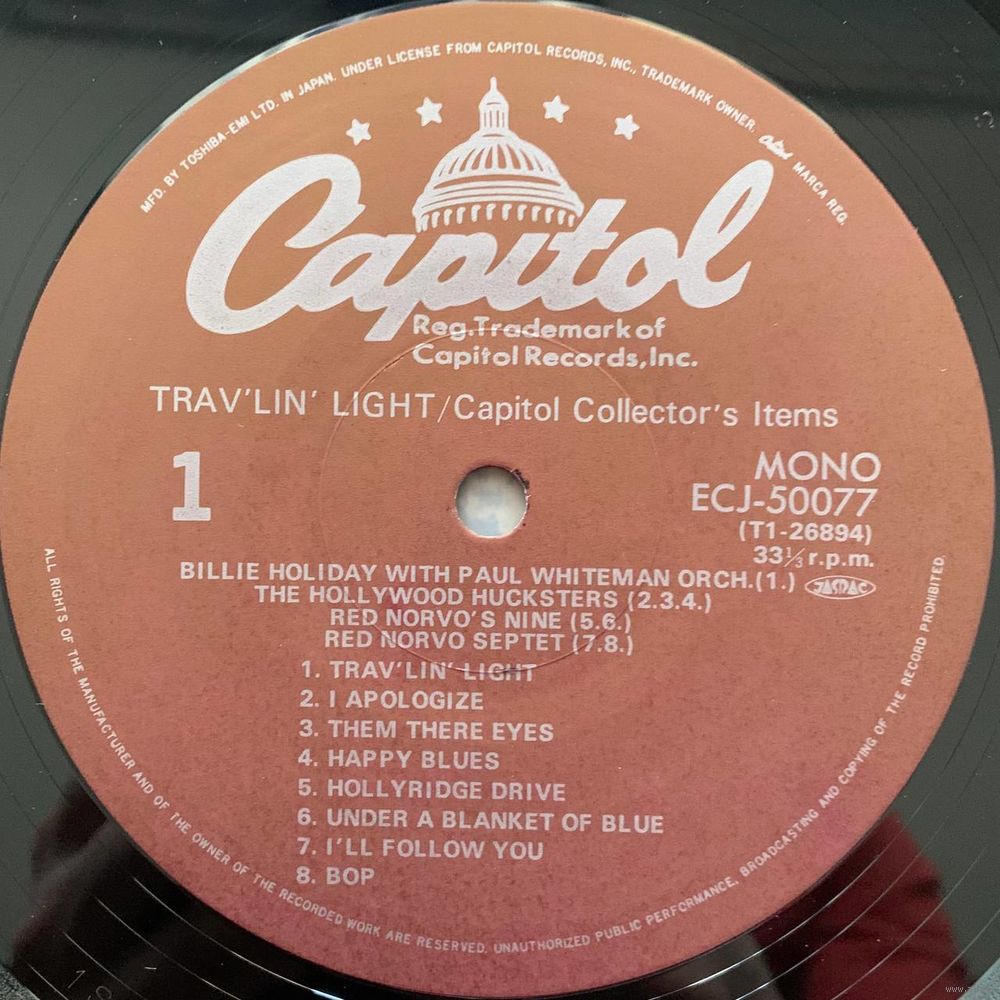 MFD. BY TOSHIBA-EMI LTD. IN JAPAN. UNDER LICENSE FROM CAPITOL RECORDS, INC., TRADEMARK OWNER. Capitol MARCA REG.
Capitol
Reg.Trademark of
Capitol Records,Inc.
TRAV'LIN' LIGHT/Capitol Collector's Items
1
MONO
ECJ-50077
(T1-26894)
33⅓ r.p.m.
BILLIE HOLIDAY WITH PAUL WHITEMAN ORCH.(1.) JASRAC
THE HOLLYWOOD HUCKSTERS (2.3.4.)
RED NORVO'S NINE (5.6.)
RED NORVO SEPTET (7.8.)
1. TRAV'LIN' LIGHT
2. I APOLOGIZE
3. THEM THERE EYES
4. HAPPY BLUES
5. HOLLYRIDGE DRIVE
6. UNDER A BLANKET OF BLUE
7. I'LL FOLLOW YOU
8. BOP
ALL RIGHTS OF THE MANUFACTURER AND OF THE OWNER OF THE RECORDED WORK ARE RESERVED. UNAUTHORIZED PUBLIC PERFORMANCE, BROADCASTING AND COPYING OF THE RECORD PROHIBITED.